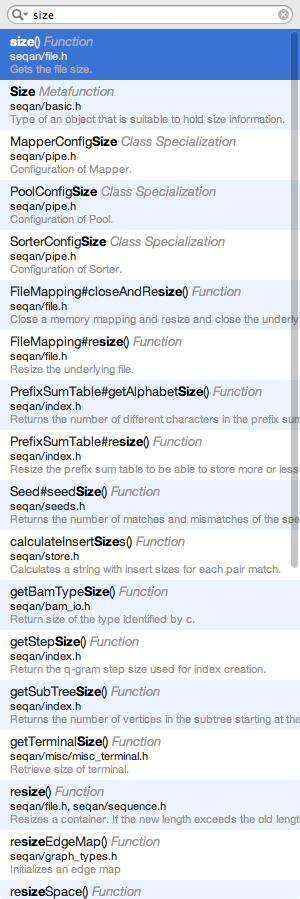 size
size() Function
seqan/file.h
Gets the file size.
Size Metafunction
seqan/basic.h
Type of an object that is suitable to hold size information.
MapperConfigSize Class Specialization
seqan/pipe.h
Configuration of Mapper.
PoolConfigSize Class Specialization
seqan/pipe.h
Configuration of Pool.
SorterConfigSize Class Specialization
seqan/pipe.h
Configuration of Sorter.
FileMapping#closeAndResize() Function
seqan/file.h
Close a memory mapping and resize and close the underly
FileMapping#resize() Function
seqan/file.h
Resize the underlying file.
PrefixSumTable#getAlphabetSize() Function
seqan/index.h
Returns the number of different characters in the prefix sum
PrefixSumTable#resize() Function
seqan/index.h
Resize the prefix sum table to be able to store more or less
Seed#seedSize() Function
seqan/seeds.h
Returns the number of matches and mismatches of the see
calculateInsertSizes() Function
seqan/store.h
Calculates a string with insert sizes for each pair match.
getBamTypeSize() Function
seqan/bam_io.h
Return size of the type identified by c.
getStepSize() Function
seqan/index.h
Return the q-gram step size used for index creation.
getSubTreeSize() Function
seqan/index.h
Returns the number of vertices in the subtree starting at the
getTerminalSize() Function
seqan/misc/misc_terminal.h
Retrieve size of terminal.
resize() Function
seqan/file.h, seqan/sequence.h
Resizes a container. If the new length exceeds the old lengt
resizeEdgeMap() Function
seqan/graph_types.h
Initializes an edge map
resizeSpace() Function